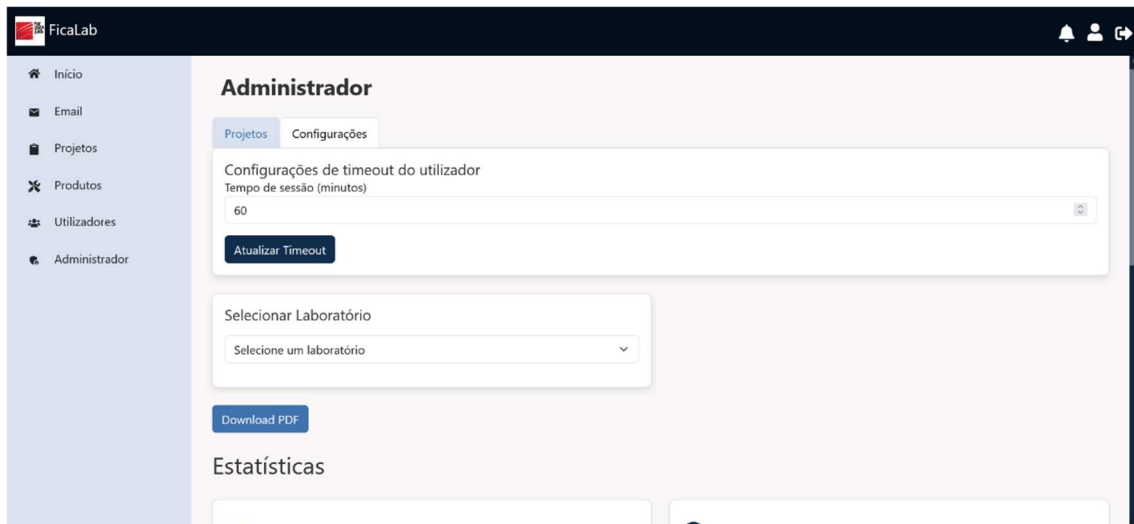 FicaLab
Início
Email
Projetos
Produtos
Utilizadores
Administrador
Administrador
Projetos
Configurações
Configurações de timeout do utilizador
Tempo de sessão (minutos)
60
Atualizar Timeout
Selecionar Laboratório
Selecione um laboratório
Download PDF
Estatísticas